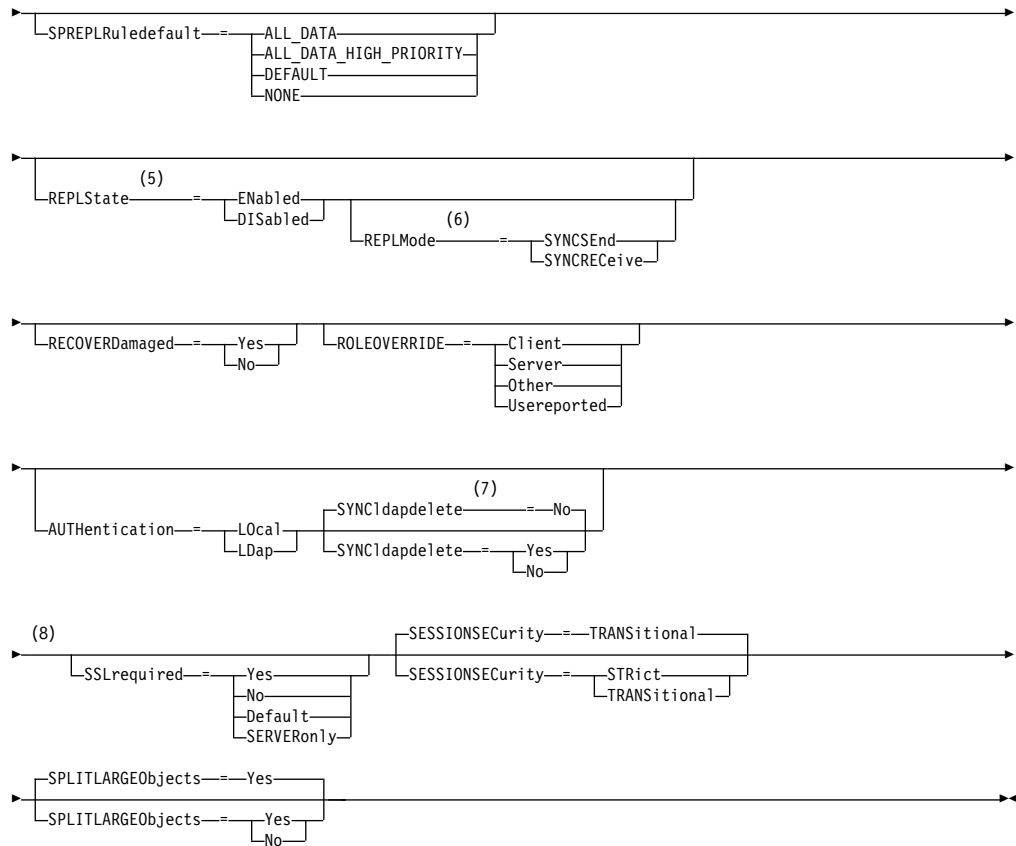 SPREPLRuledefault = ALL_DATA
ALL_DATA_HIGH_PRIORITY
DEFAULT
NONE
(5)
REPLState = ENabled
DISabled
(6)
REPLMode = SYNCSEnd
SYNCRECeive
RECOVERDamaged = Yes
No
ROLEOVERRIDE = Client
Server
Other
Usereported
(7)
SYNCldapdelete = No
AUTHentication = LOcal
LDap
SYNCldapdelete = Yes
No
(8)
SSLrequired = Yes
No
Default
SERVERonly
SESSIONSECurity = TRANSitional
SESSIONSECurity = STRict
TRANSitional
SPLITLARGEObjects = Yes
SPLITLARGEObjects = Yes
No